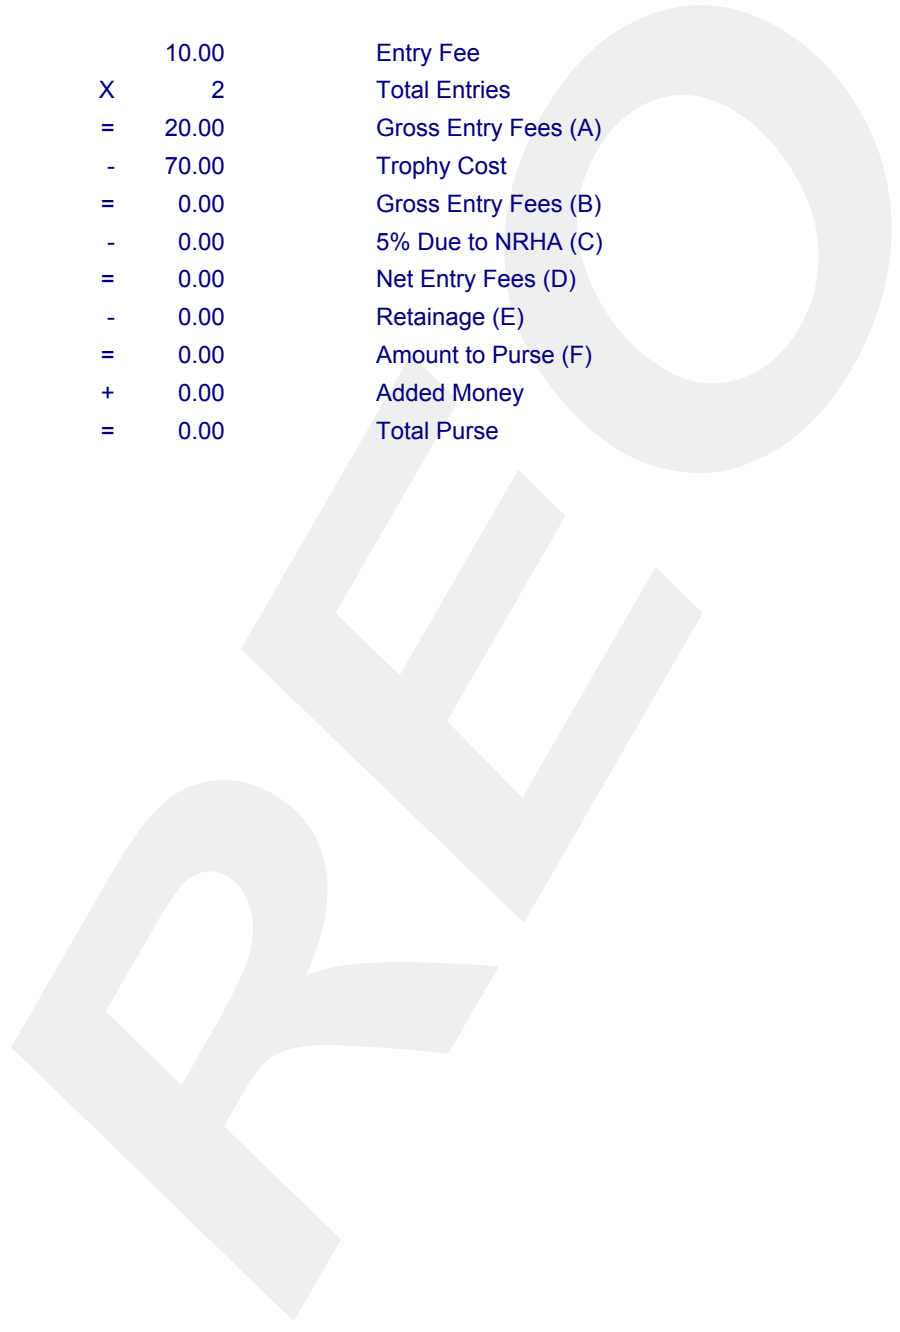 10.00 Entry Fee
X 2 Total Entries
= 20.00 Gross Entry Fees (A)
- 70.00 Trophy Cost
= 0.00 Gross Entry Fees (B)
- 0.00 5% Due to NRHA (C)
= 0.00 Net Entry Fees (D)
- 0.00 Retainage (E)
= 0.00 Amount to Purse (F)
+ 0.00 Added Money
= 0.00 Total Purse
REO